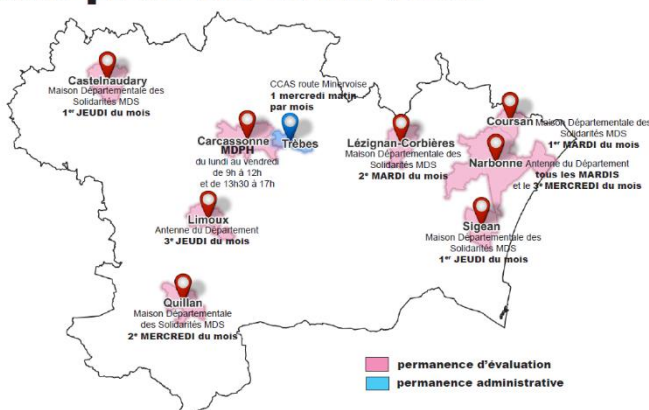 Castelnaudary
Maison Départementale des
Solidarités MDS
1er JEUDI du mois
CCAS route Minervoise
1 mercredi matin
par mois
Carcassonne
MDPH
du lundi au vendredi
de 9h à 12h
et de 13h30 à 17h
Trèbes
Lézignan-Corbières
Maison Départementale des
Solidarités MDS
2e MARDI du mois
Coursan
Maison Départementale des
Solidarités MDS
1er MARDI du mois
Narbonne
Antenne du Département
tous les MARDIS
et le 3e MERCREDI du mois
Limoux
Antenne du Département
3e JEUDI du mois
Sigean
Maison Départementale des
Solidarités MDS
1er JEUDI du mois
Quillan
Maison Départementale
des Solidarités MDS
2e MERCREDI du mois
permanence d'évaluation
permanence administrative